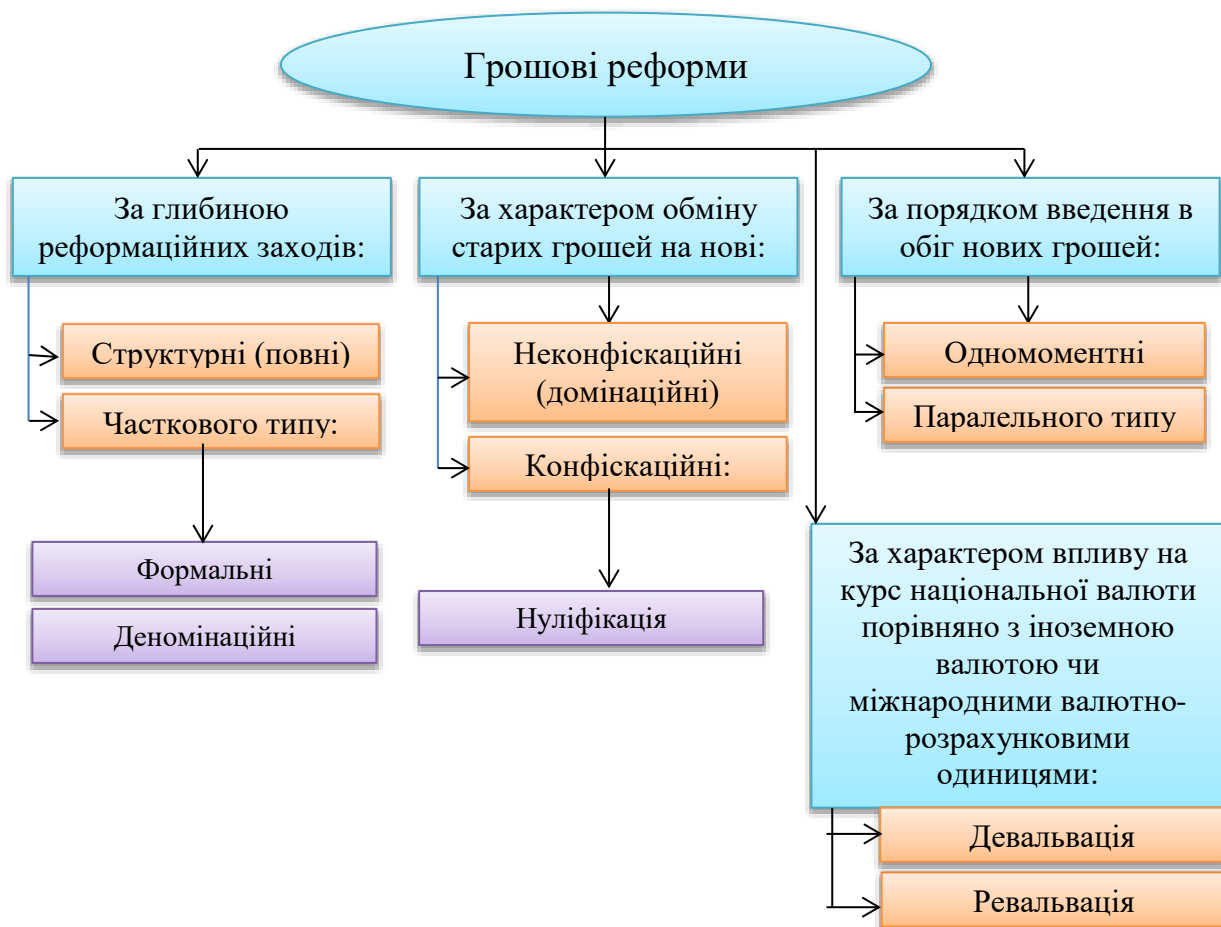 Грошові реформи
За глибиною
реформаційних заходів:
Структурні (повні)
Часткового типу:
Формальні
Деномінаційні
За характером обміну
старих грошей на нові:
Неконфіскаційні
(домінаційні)
Конфіскаційні:
Нуліфікація
За порядком введення в
обіг нових грошей:
Одномоментні
Паралельного типу
За характером впливу на
курс національної валюти
порівняно з іноземною
валютою чи
міжнародними валютно-
розрахунковими
одиницями:
Девальвація
Ревальвація